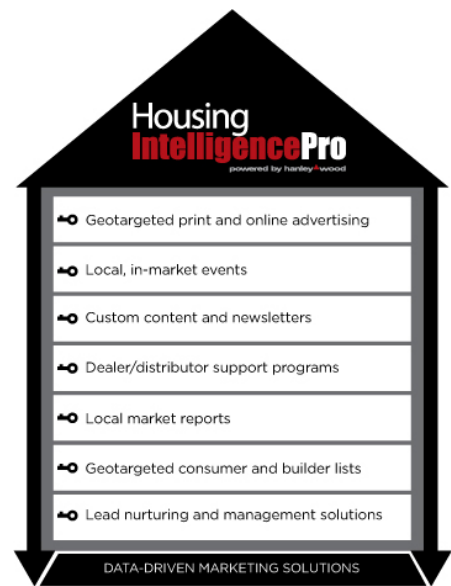 Housing
IntelligencePro
powered by hanley wood
Geotargeted print and online advertising
Local, in-market events
Custom content and newsletters
Dealer/distributor support programs
Local market reports
Geotargeted consumer and builder lists
Lead nurturing and management solutions
DATA-DRIVEN MARKETING SOLUTIONS